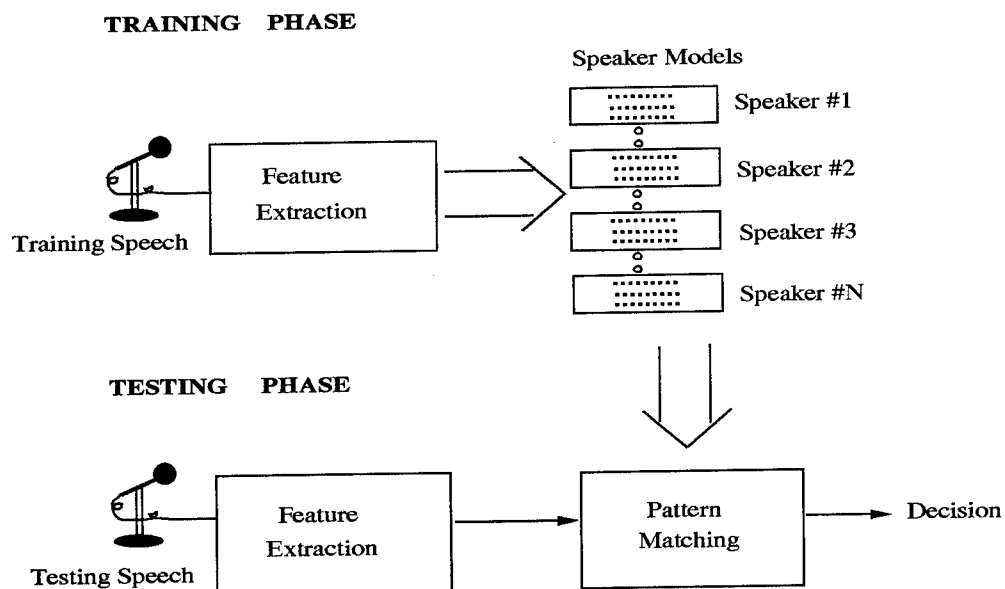 TRAINING PHASE
Speaker Models
Speaker #1
Speaker #2
Speaker #3
Speaker #N
Feature
Extraction
Training Speech
TESTING PHASE
Feature
Extraction
Testing Speech
Pattern
Matching
Decision